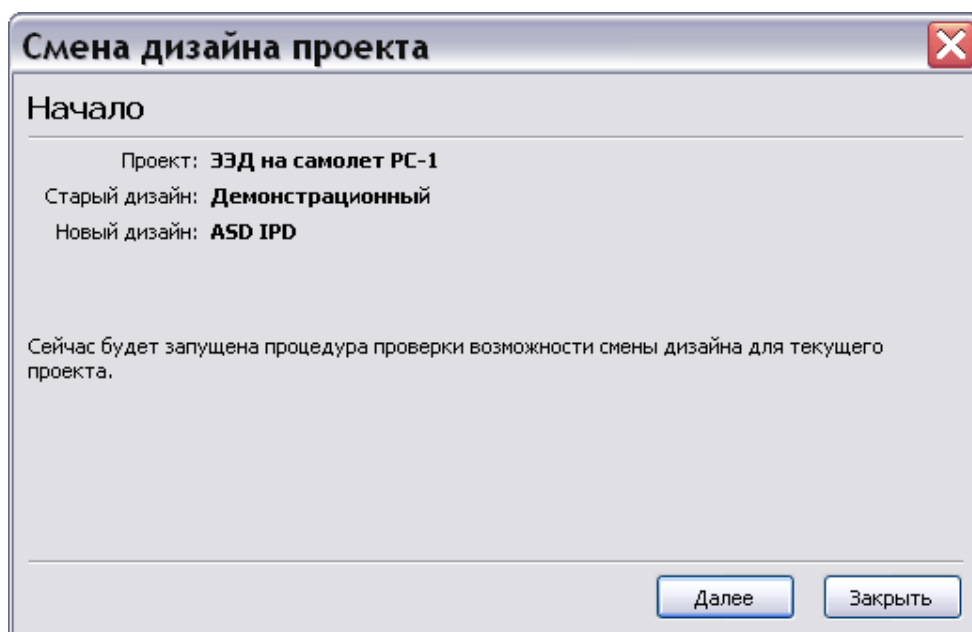 Смена дизайна проекта
Начало
Проект: ЭЭД на самолет РС-1
Старый дизайн: Демонстрационный
Новый дизайн: ASD IPD
Сейчас будет запущена процедура проверки возможности смены дизайна для текущего
проекта.
Далее Закрыть